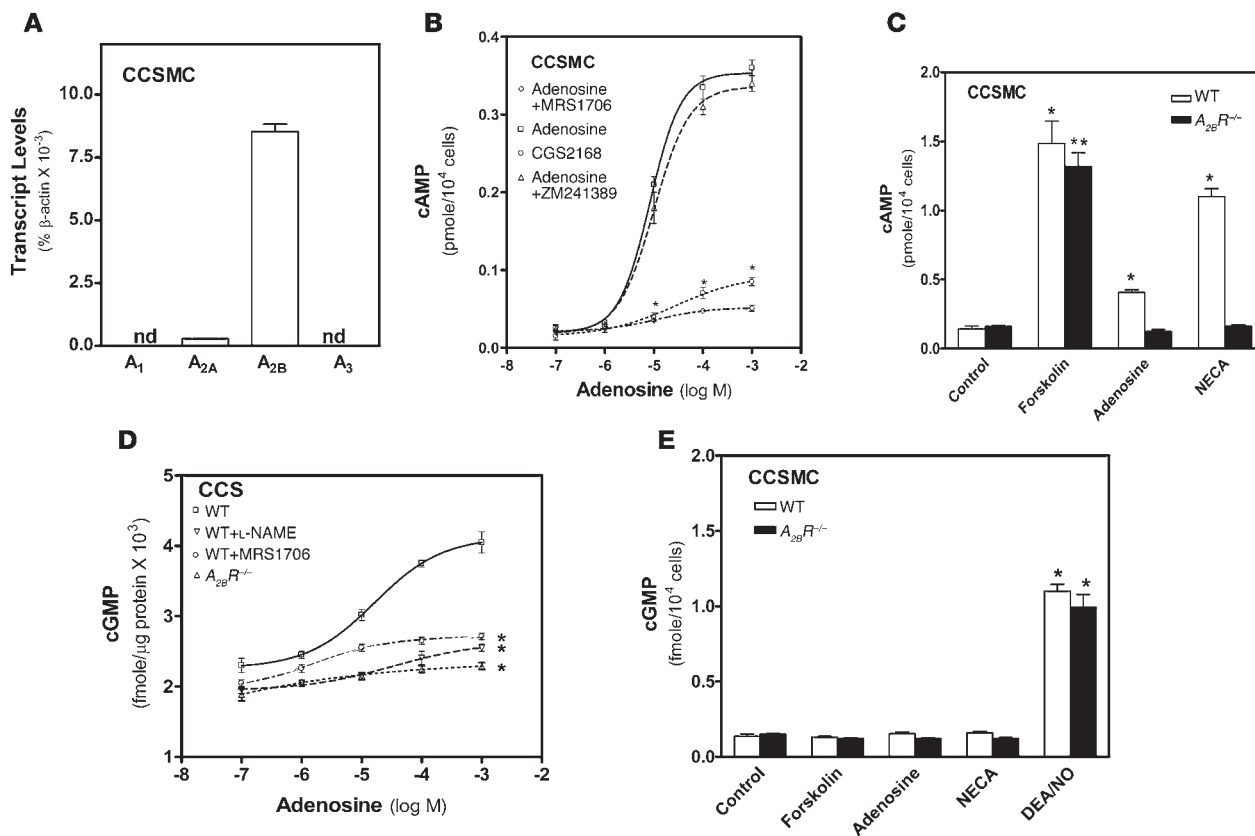 A
CCSMC
Transcript Levels
(% β-actin X 10⁻³)
10.0
7.5
5.0
2.5
0.0
nd
nd
A₁
A₂A
A₂B
A₃
B
0.4
0.3
0.2
0.1
0.0
cAMP
(pmole/10⁴ cells)
CCSMC
Adenosine
+MRS1706
Adenosine
CGS2168
Adenosine
+ZM241389
*
*
*
-8
-7
-6
-5
-4
-3
-2
Adenosine (log M)
C
2.0
1.5
1.0
0.5
0.0
cAMP
(pmole/10⁴ cells)
CCSMC
WT
A₂BR⁻/⁻
*
**
*
*
Control
Forskolin
Adenosine
NECA
D
5
4
3
2
1
cGMP
(fmole/µg protein X 10³)
CCS
WT
WT+L-NAME
WT+MRS1706
A₂BR⁻/⁻
*
*
*
-8
-7
-6
-5
-4
-3
-2
Adenosine (log M)
E
2.0
1.5
1.0
0.5
0.0
cGMP
(fmole/10⁴ cells)
CCSMC
WT
A₂BR⁻/⁻
*
*
Control
Forskolin
Adenosine
NECA
DEA/NO